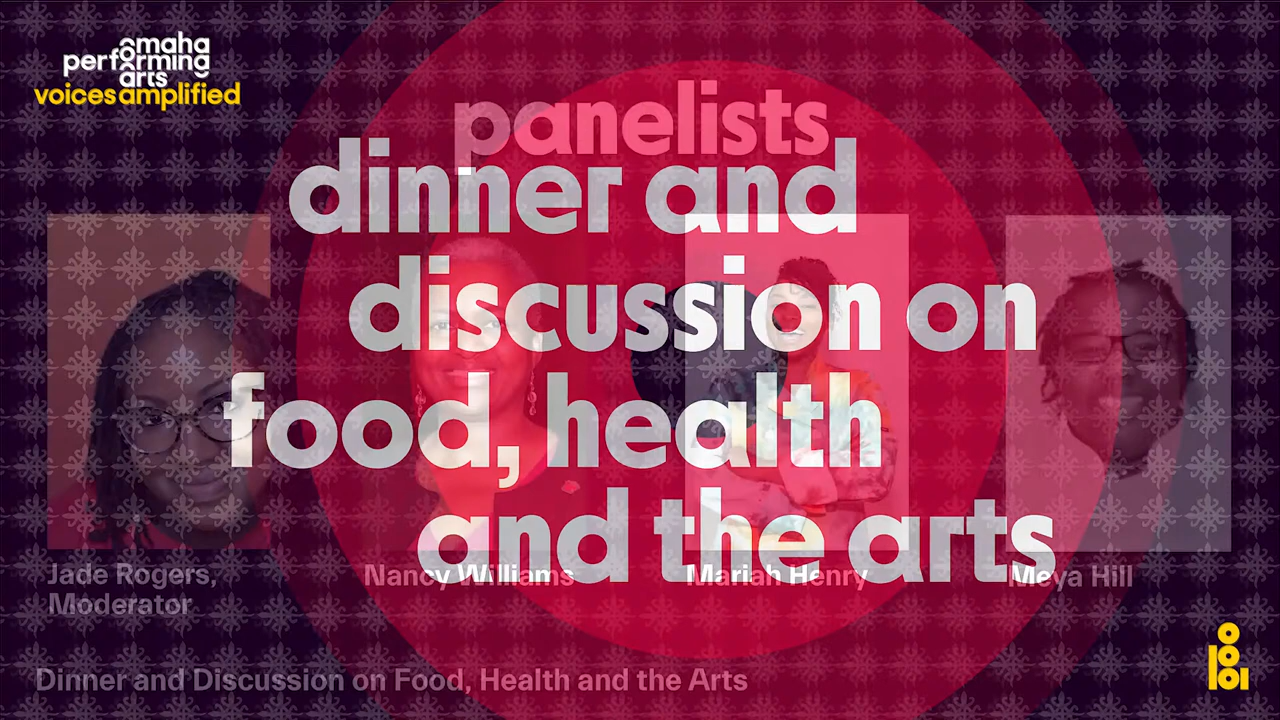 omaha
performing
arts
voices amplified
panelists
dinner and
discussion on
food, health
and the arts
Jade Rogers,
Moderator
Nancy Williams
Mariah Henry
Meya Hill
Dinner and Discussion on Food, Health and the Arts